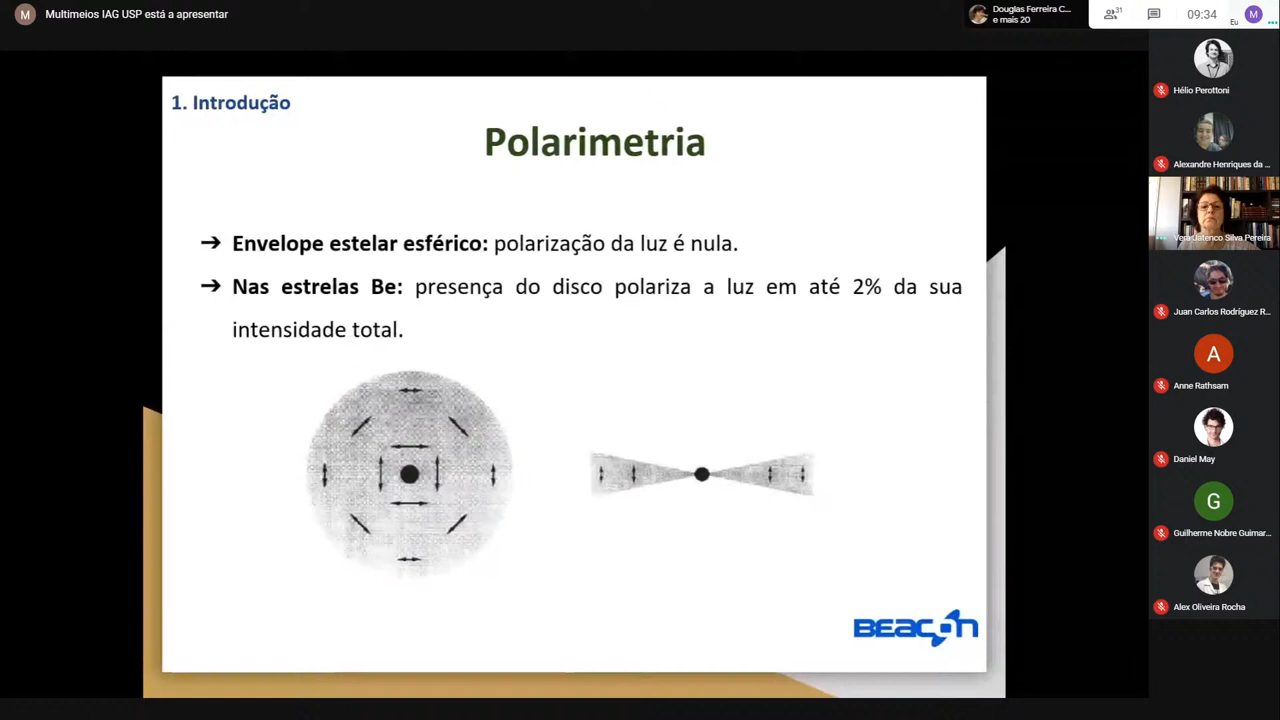 M Multimeios IAG USP está a apresentar
Douglas Ferreira C...
e mais 20
31
09:34
Eu
M
1. Introdução
Polarimetria
➔ Envelope estelar esférico: polarização da luz é nula.
➔ Nas estrelas Be: presença do disco polariza a luz em até 2% da sua
intensidade total.
BEACON
Hélio Perottoni
Alexandre Henriques da ...
Vera Jatenco Silva Pereira
Juan Carlos Rodríguez R...
A
Anne Rathsam
Daniel May
G
Guilherme Nobre Guimar...
Alex Oliveira Rocha